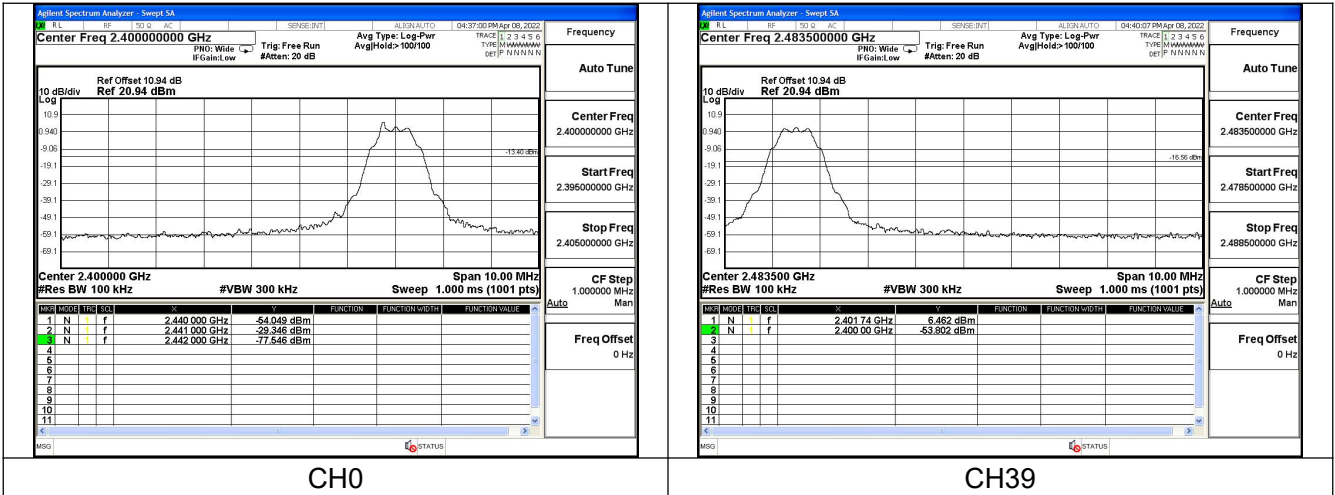 Agilent Spectrum Analyzer - Swept SA
RL RF 50 Ω AC SENSE:INT ALIGN AUTO 04:37:00 PM Apr 08, 2022
Center Freq 2.400000000 GHz
PNO: Wide
IFGain:Low
Trig: Free Run
#Atten: 20 dB
Avg Type: Log-Pwr
Avg|Hold:> 100/100
TRACE 1 2 3 4 5 6
TYPE M
DET P N N N N N
Ref Offset 10.94 dB
10 dB/div Ref 20.94 dBm
Log
10.9
0.940
-9.06
-19.1
-29.1
-39.1
-49.1
-59.1
-69.1
-13.40 dBm
Center 2.400000 GHz Span 10.00 MHz
#Res BW 100 kHz #VBW 300 kHz Sweep 1.000 ms (1001 pts)
MKR MODE TRC SCL X Y FUNCTION FUNCTION WIDTH FUNCTION VALUE
1 N 1 f 2.440 000 GHz -54.049 dBm
2 N 1 f 2.441 000 GHz -29.346 dBm
3 N 1 f 2.442 000 GHz -77.546 dBm
4
5
6
7
8
9
10
11
MSG STATUS
Frequency
Auto Tune
Center Freq
2.400000000 GHz
Start Freq
2.395000000 GHz
Stop Freq
2.405000000 GHz
CF Step
1.000000 MHz
Auto Man
Freq Offset
0 Hz
CH0
Agilent Spectrum Analyzer - Swept SA
RL RF 50 Ω AC SENSE:INT ALIGN AUTO 04:40:07 PM Apr 08, 2022
Center Freq 2.483500000 GHz
PNO: Wide
IFGain:Low
Trig: Free Run
#Atten: 20 dB
Avg Type: Log-Pwr
Avg|Hold:> 100/100
TRACE 1 2 3 4 5 6
TYPE M
DET P N N N N N
Ref Offset 10.94 dB
10 dB/div Ref 20.94 dBm
Log
10.9
0.940
-9.06
-19.1
-29.1
-39.1
-49.1
-59.1
-69.1
-16.56 dBm
Center 2.483500 GHz Span 10.00 MHz
#Res BW 100 kHz #VBW 300 kHz Sweep 1.000 ms (1001 pts)
MKR MODE TRC SCL X Y FUNCTION FUNCTION WIDTH FUNCTION VALUE
1 N 1 f 2.401 74 GHz 6.462 dBm
2 N 1 f 2.400 00 GHz -53.802 dBm
3
4
5
6
7
8
9
10
11
MSG STATUS
Frequency
Auto Tune
Center Freq
2.483500000 GHz
Start Freq
2.478500000 GHz
Stop Freq
2.488500000 GHz
CF Step
1.000000 MHz
Auto Man
Freq Offset
0 Hz
CH39